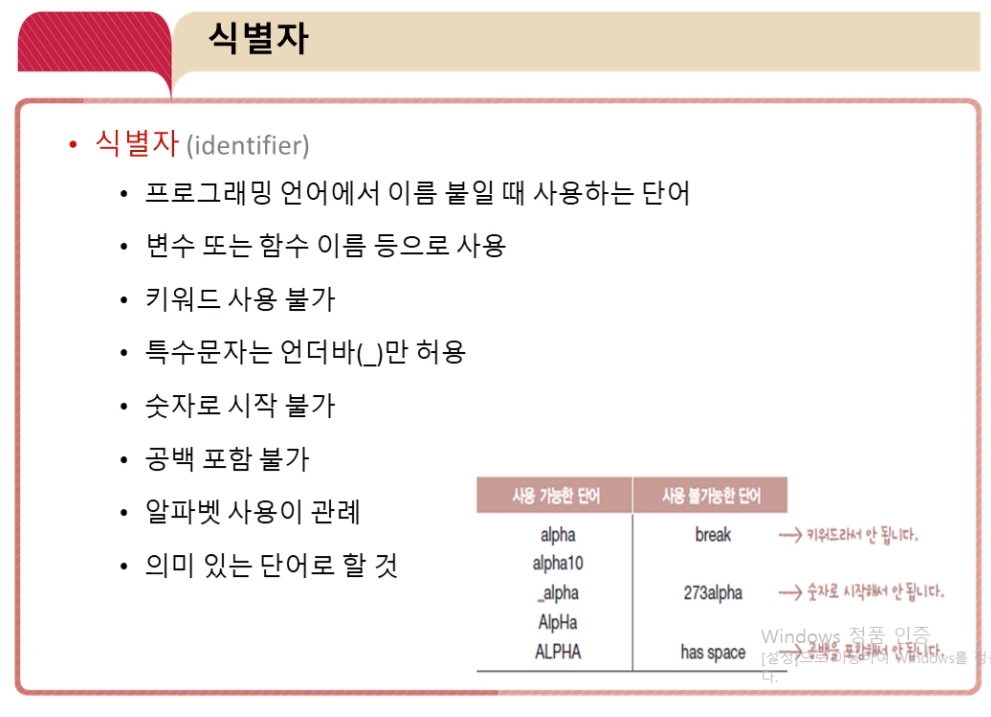 식별자
• 식별자 (identifier)
• 프로그래밍 언어에서 이름 붙일 때 사용하는 단어
• 변수 또는 함수 이름 등으로 사용
• 키워드 사용 불가
• 특수문자는 언더바(_)만 허용
• 숫자로 시작 불가
• 공백 포함 불가
• 알파벳 사용이 관례
• 의미 있는 단어로 할 것
사용 가능한 단어 사용 불가능한 단어
alpha break → 키워드라서 안 됩니다.
alpha10
_alpha 273alpha → 숫자로 시작해서 안 됩니다.
AlpHa
ALPHA has space → 공백을 포함해서 안 됩니다.
Windows 정품 인증
[설정]으로 이동하여 Windows를 정
다.